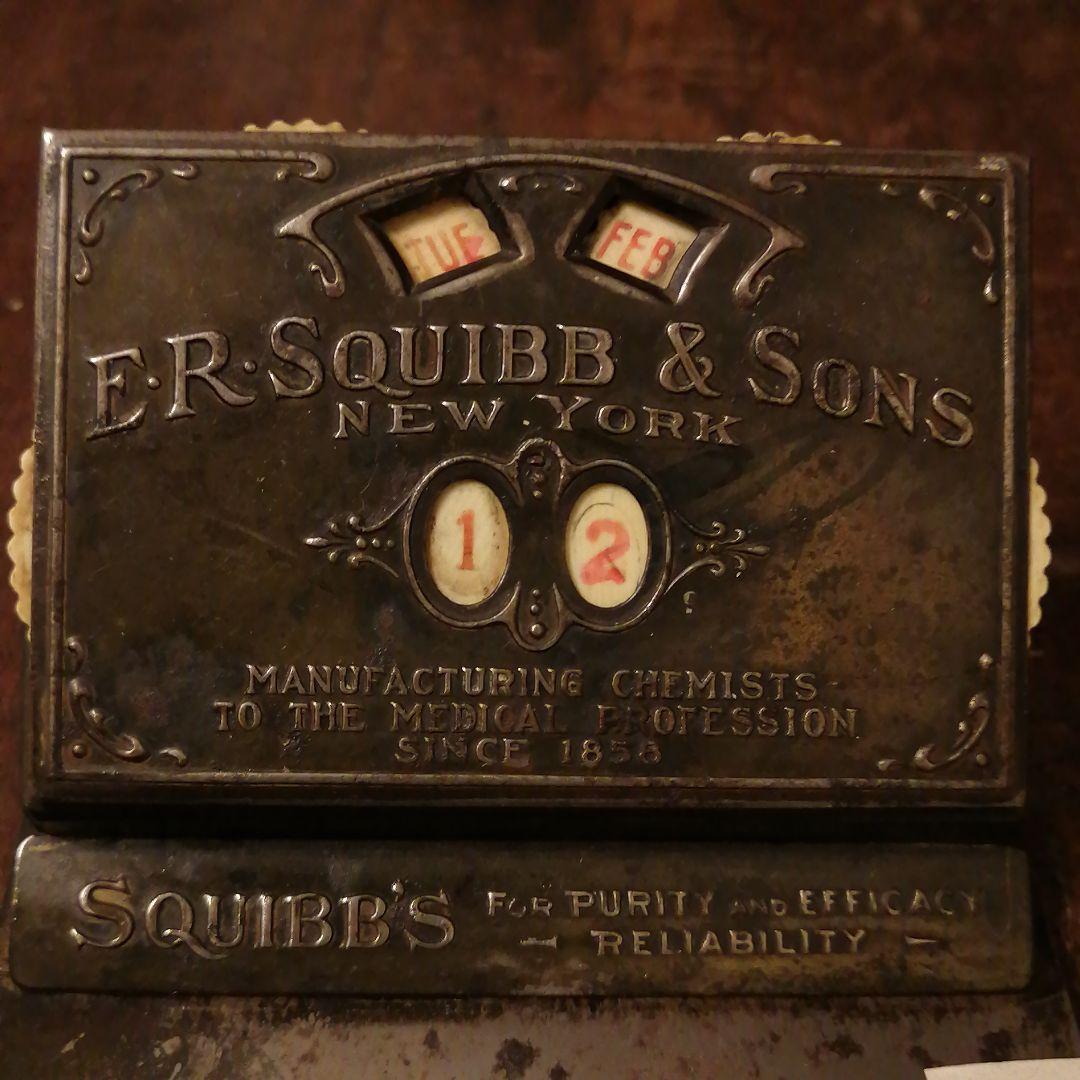 TUE FEB
E·R·SQUIBB & SONS
NEW YORK
1 2
MANUFACTURING CHEMISTS
TO THE MEDICAL PROFESSION
SINCE 1858
SQUIBB'S FOR PURITY AND EFFICACY
- RELIABILITY -